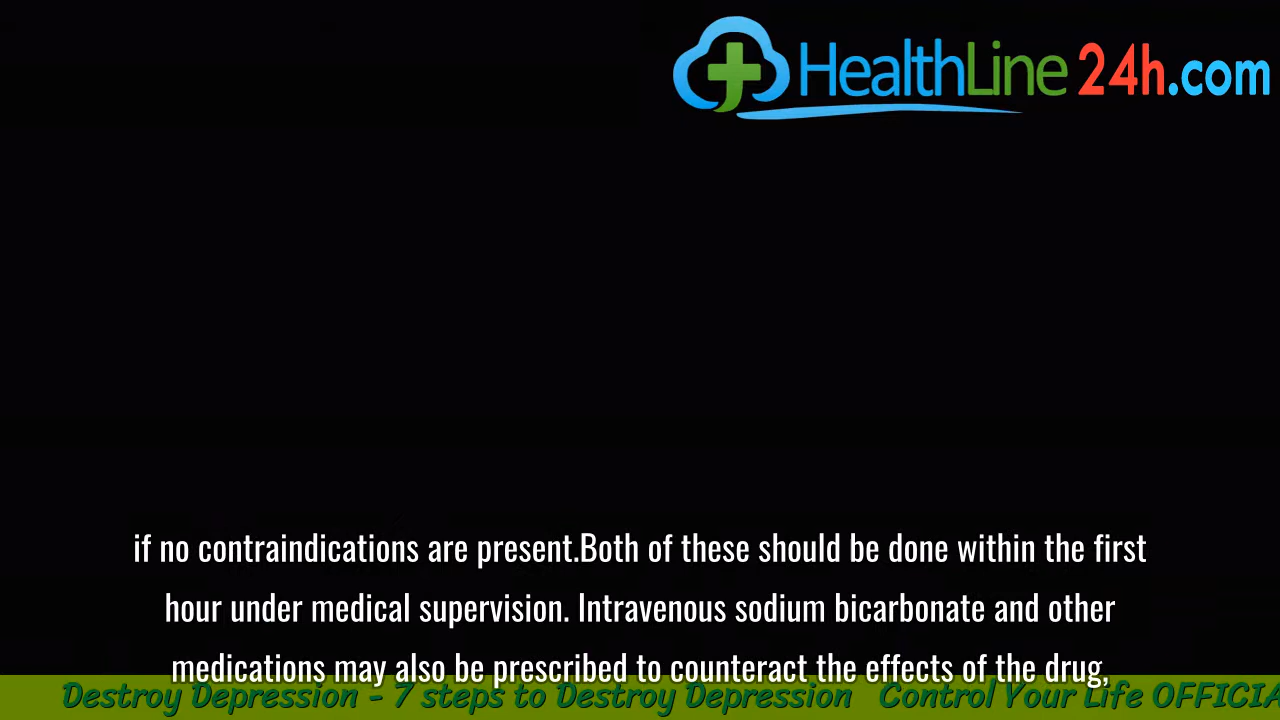 HealthLine24h.com
if no contraindications are present.Both of these should be done within the first
hour under medical supervision. Intravenous sodium bicarbonate and other
medications may also be prescribed to counteract the effects of the drug,
Destroy Depression - 7 steps to Destroy Depression Control Your Life OFFICIA